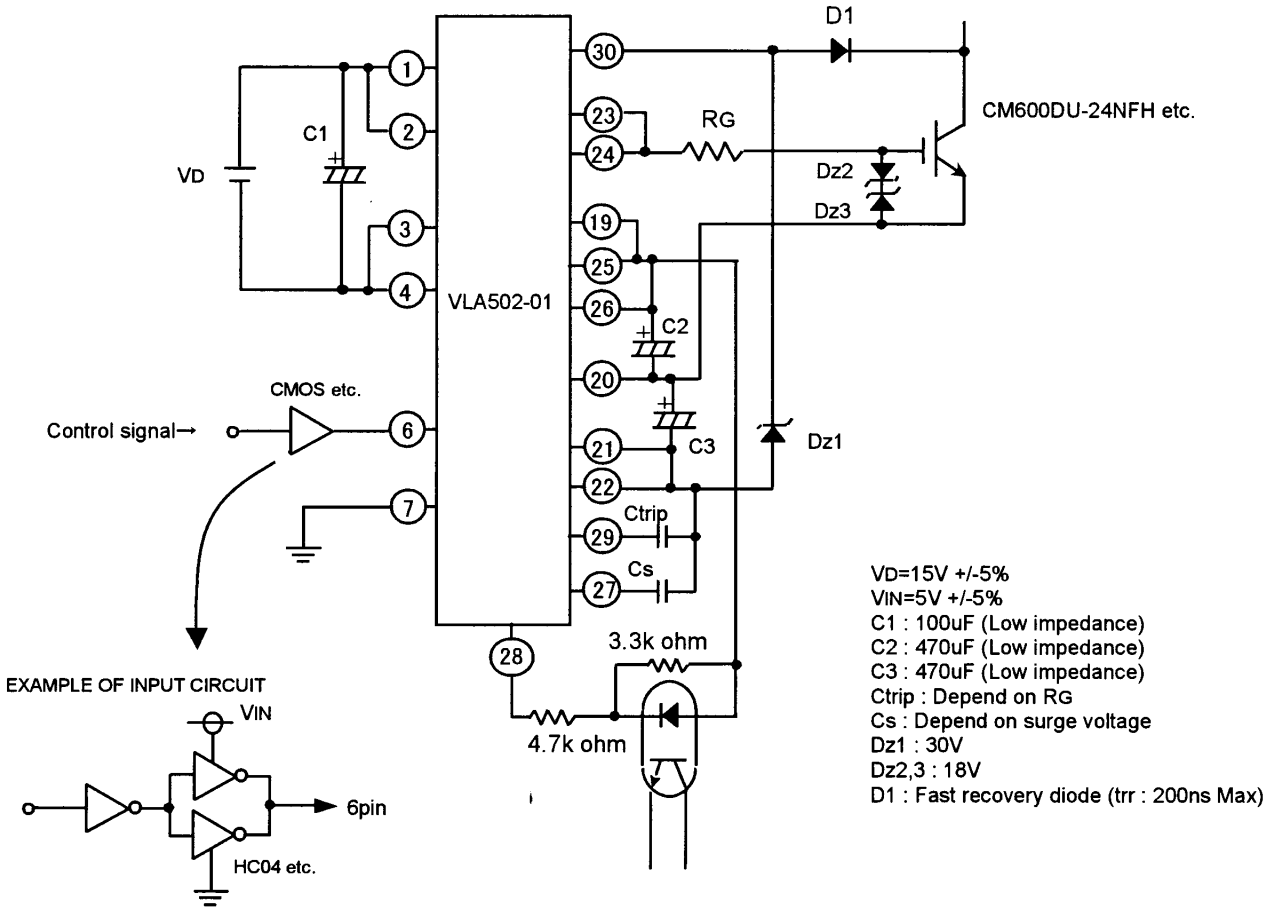 D1
30
1
23
CM600DU-24NFH etc.
RG
C1
+
2
24
Dz2
VD
Dz3
19
3
25
4
VLA502-01
26
+
C2
20
CMOS etc.
+
Control signal→
6
21
C3
Dz1
22
7
Ctrip
29
Cs
27
VD=15V +/-5%
VIN=5V +/-5%
C1 : 100uF (Low impedance)
C2 : 470uF (Low impedance)
C3 : 470uF (Low impedance)
Ctrip : Depend on RG
Cs : Depend on surge voltage
Dz1 : 30V
Dz2,3 : 18V
D1 : Fast recovery diode (trr : 200ns Max)
28
3.3k ohm
4.7k ohm
EXAMPLE OF INPUT CIRCUIT
VIN
6pin
HC04 etc.